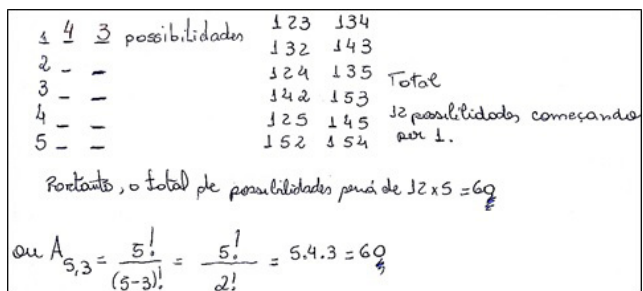 1 4 3 possibilidades
2 _ _
3 _ _
4 _ _
5 _ _
123 134
132 143
124 135
142 153
125 145
152 154
Total
12 possibilidades começando
por 1.
Portanto, o total de possibilidades será de 12 x 5 = 60
ou A5,3 = 5!/(5-3)! = 5!/2! = 5.4.3 = 60